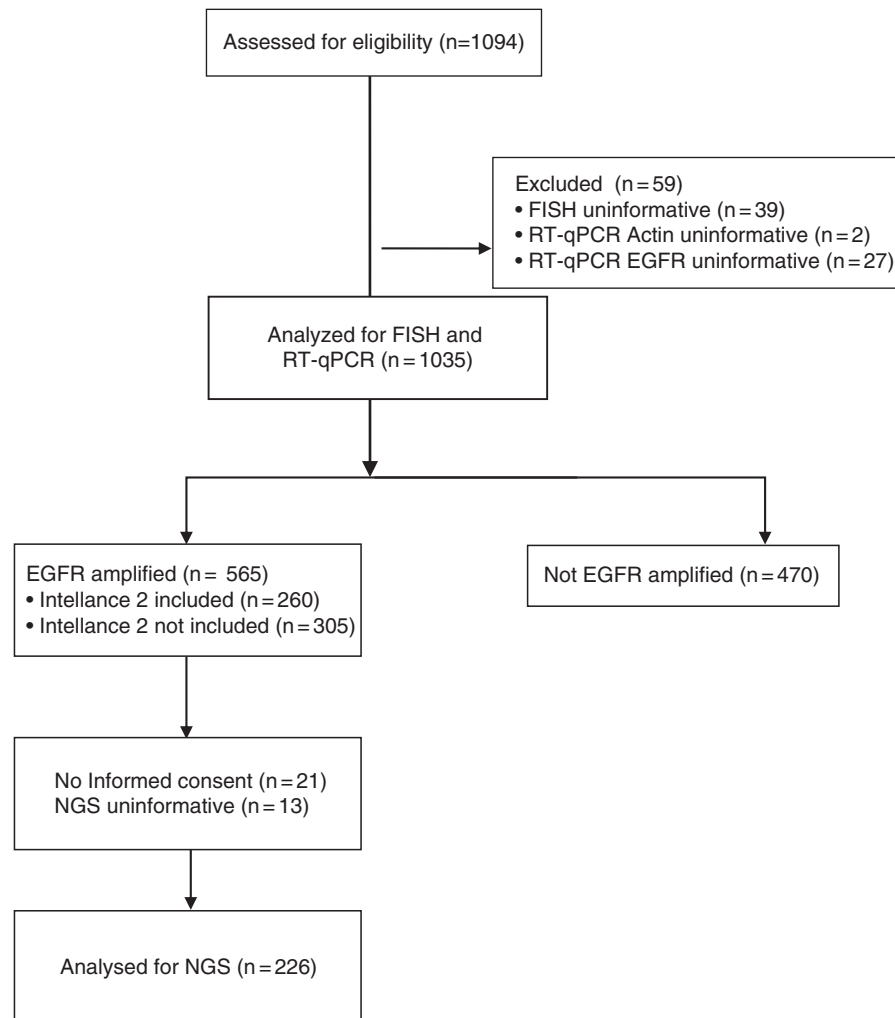 Assessed for eligibility (n=1094)
Excluded (n=59)
• FISH uninformative (n=39)
• RT-qPCR Actin uninformative (n=2)
• RT-qPCR EGFR uninformative (n=27)
Analyzed for FISH and
RT-qPCR (n=1035)
EGFR amplified (n= 565)
• Intellance 2 included (n=260)
• Intellance 2 not included (n=305)
Not EGFR amplified (n=470)
No Informed consent (n=21)
NGS uninformative (n=13)
Analysed for NGS (n=226)